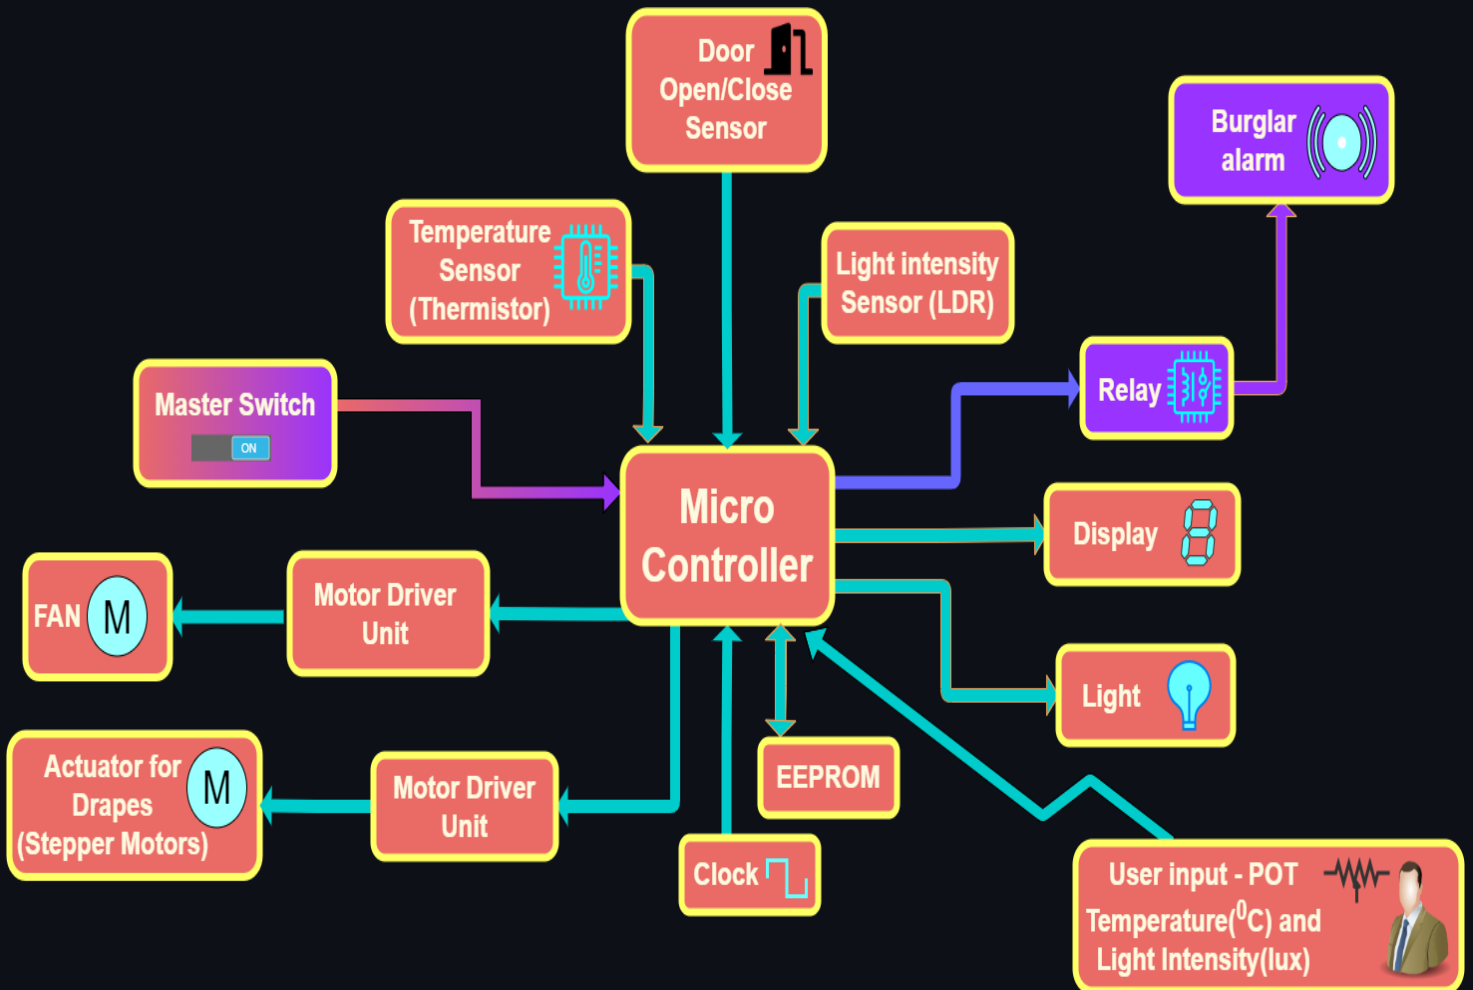 Door
Open/Close
Sensor
Burglar
alarm
Temperature
Sensor
(Thermistor)
Light intensity
Sensor (LDR)
Relay
Master Switch
ON
Micro
Controller
Display
8
FAN
M
Motor Driver
Unit
Light
Actuator for
Drapes
(Stepper Motors)
M
Motor Driver
Unit
EEPROM
Clock
User input - POT
Temperature(⁰C) and
Light Intensity(lux)